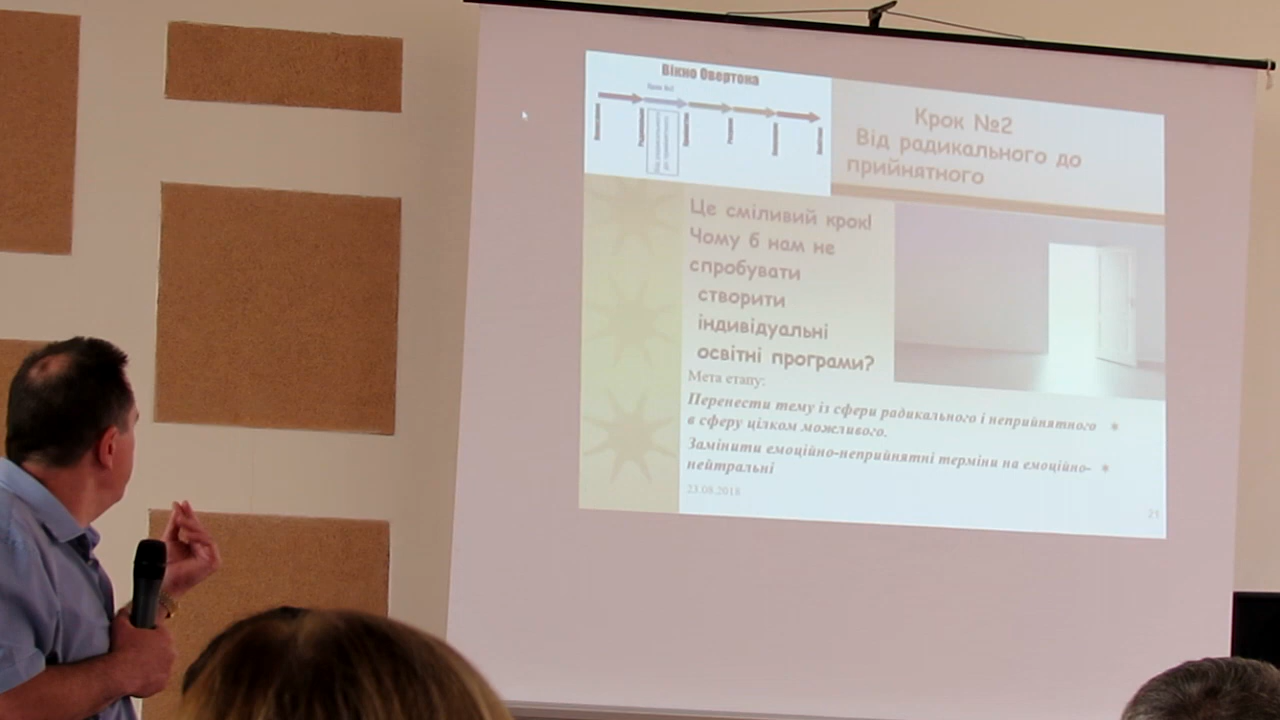 Вікно Овертона
Крок №2
Від радикального до
прийнятного
Це сміливий крок!
Чому б нам не
спробувати
створити
індивідуальні
освітні програми?
Мета етапу:
Перенести тему із сфери радикального і неприйнятного
в сферу цілком можливого.
Замінити емоційно-неприйнятні терміни на емоційно-
нейтральні
23.08.2018
21